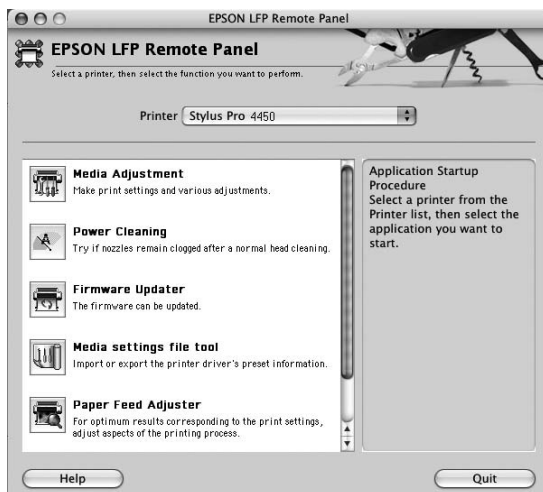 EPSON LFP Remote Panel
EPSON LFP Remote Panel
Select a printer, then select the function you want to perform.
Printer
Stylus Pro 4450
Media Adjustment
Make print settings and various adjustments.
Power Cleaning
Try if nozzles remain clogged after a normal head cleaning.
Firmware Updater
The firmware can be updated.
Media settings file tool
Import or export the printer driver's preset information.
Paper Feed Adjuster
For optimum results corresponding to the print settings,
adjust aspects of the printing process.
Application Startup
Procedure
Select a printer from the
Printer list, then select the
application you want to
start.
Help
Quit